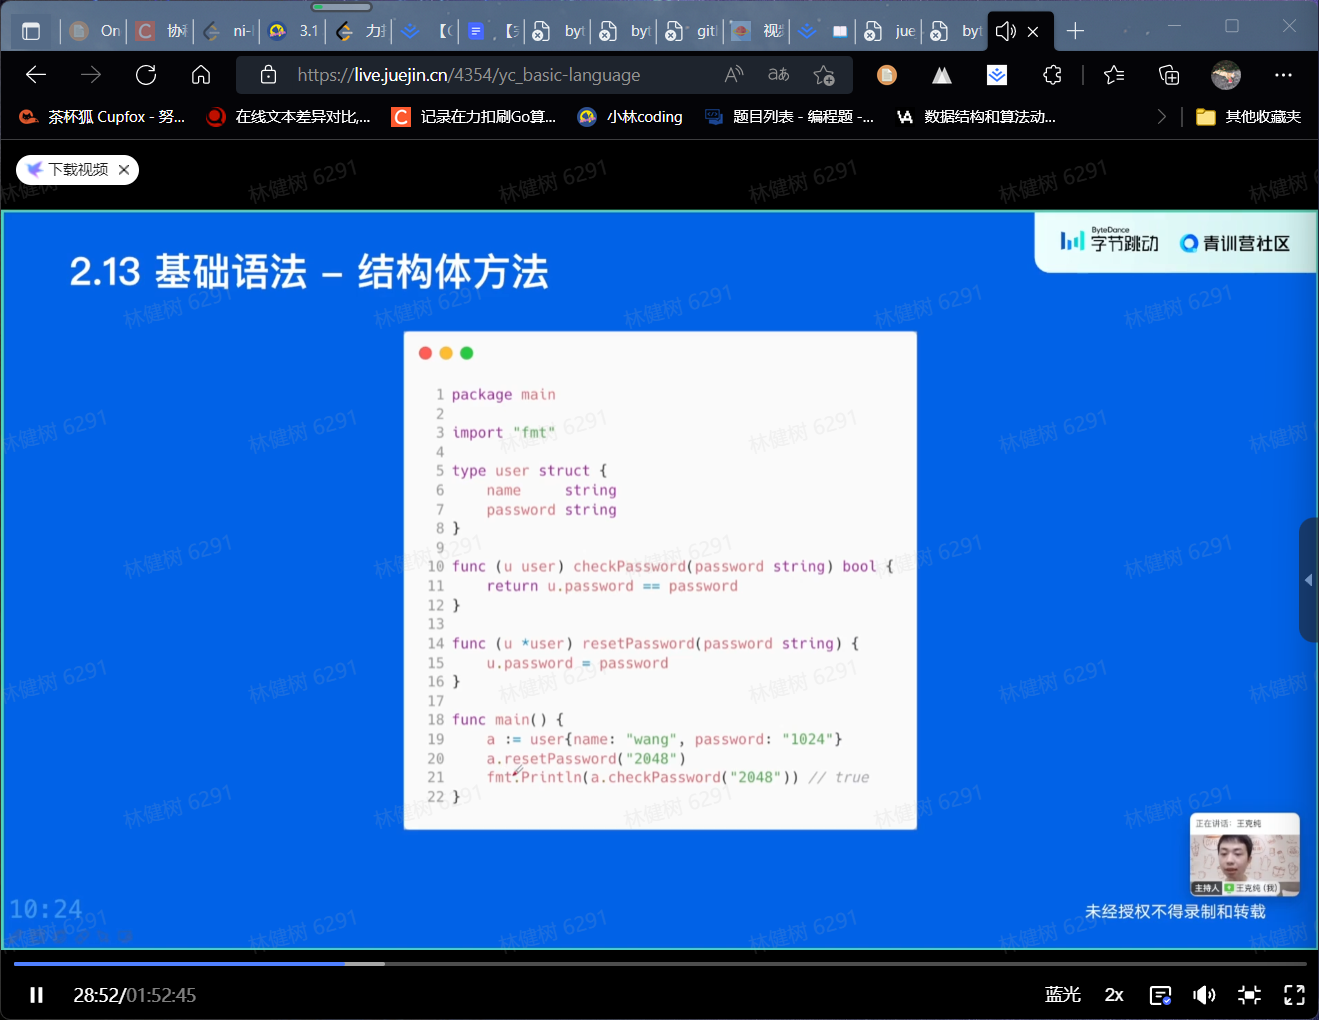 On
协
ni-
3.1
力
by
by
git
视
jue
by
https://live.juejin.cn/4354/yc_basic-language
茶杯狐 Cupfox - 努...
在线文本差异对比,...
记录在力扣刷Go算...
小林coding
题目列表 - 编程题 -...
数据结构和算法动...
其他收藏夹
下载视频
ByteDance
字节跳动
青训营社区
2.13 基础语法 – 结构体方法
1 package main
2
3 import "fmt"
4
5 type user struct {
6 name string
7 password string
8 }
9
10 func (u user) checkPassword(password string) bool {
11 return u.password == password
12 }
13
14 func (u *user) resetPassword(password string) {
15 u.password = password
16 }
17
18 func main() {
19 a := user{name: "wang", password: "1024"}
20 a.resetPassword("2048")
21 fmt.Println(a.checkPassword("2048")) // true
22 }
林健树 6291
正在讲话: 王克纯
主持人 王克纯 (我)
10:24
未经授权不得录制和转载
28:52/01:52:45
蓝光
2x